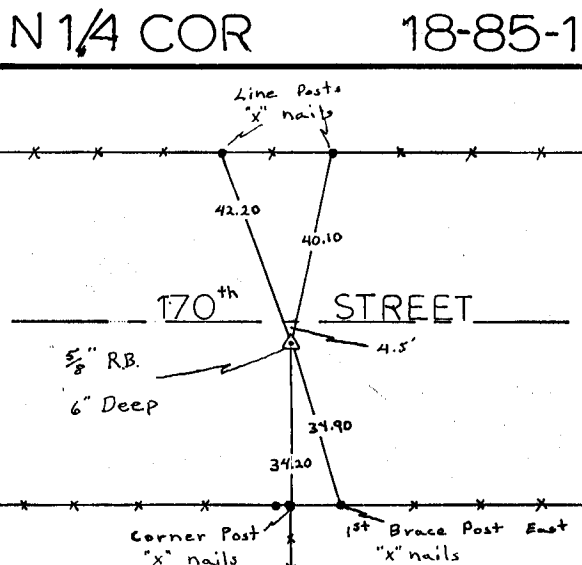 N 1/4 COR 18-85-1
Line Posts
"x" nails
42.20
40.10
170th STREET
4.5'
5/8" R.B.
6" Deep
34.90
34.20
Corner Post
"x" nails
1st Brace Post East
"x" nails